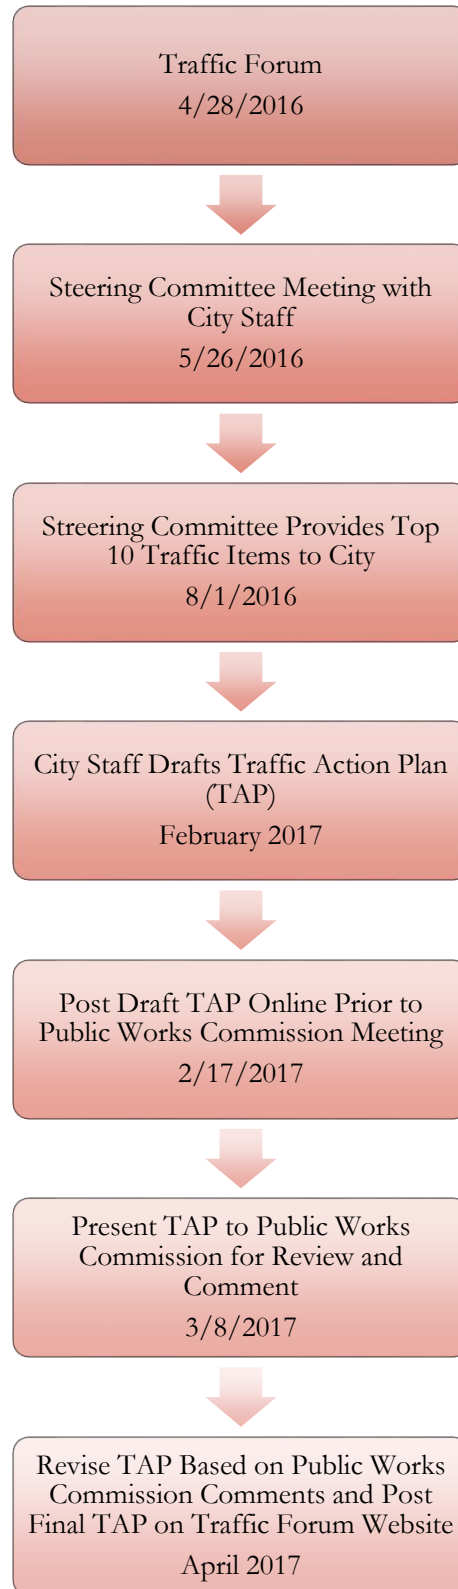 Traffic Forum
4/28/2016
Steering Committee Meeting with
City Staff
5/26/2016
Streering Committee Provides Top
10 Traffic Items to City
8/1/2016
City Staff Drafts Traffic Action Plan
(TAP)
February 2017
Post Draft TAP Online Prior to
Public Works Commission Meeting
2/17/2017
Present TAP to Public Works
Commission for Review and
Comment
3/8/2017
Revise TAP Based on Public Works
Commission Comments and Post
Final TAP on Traffic Forum Website
April 2017